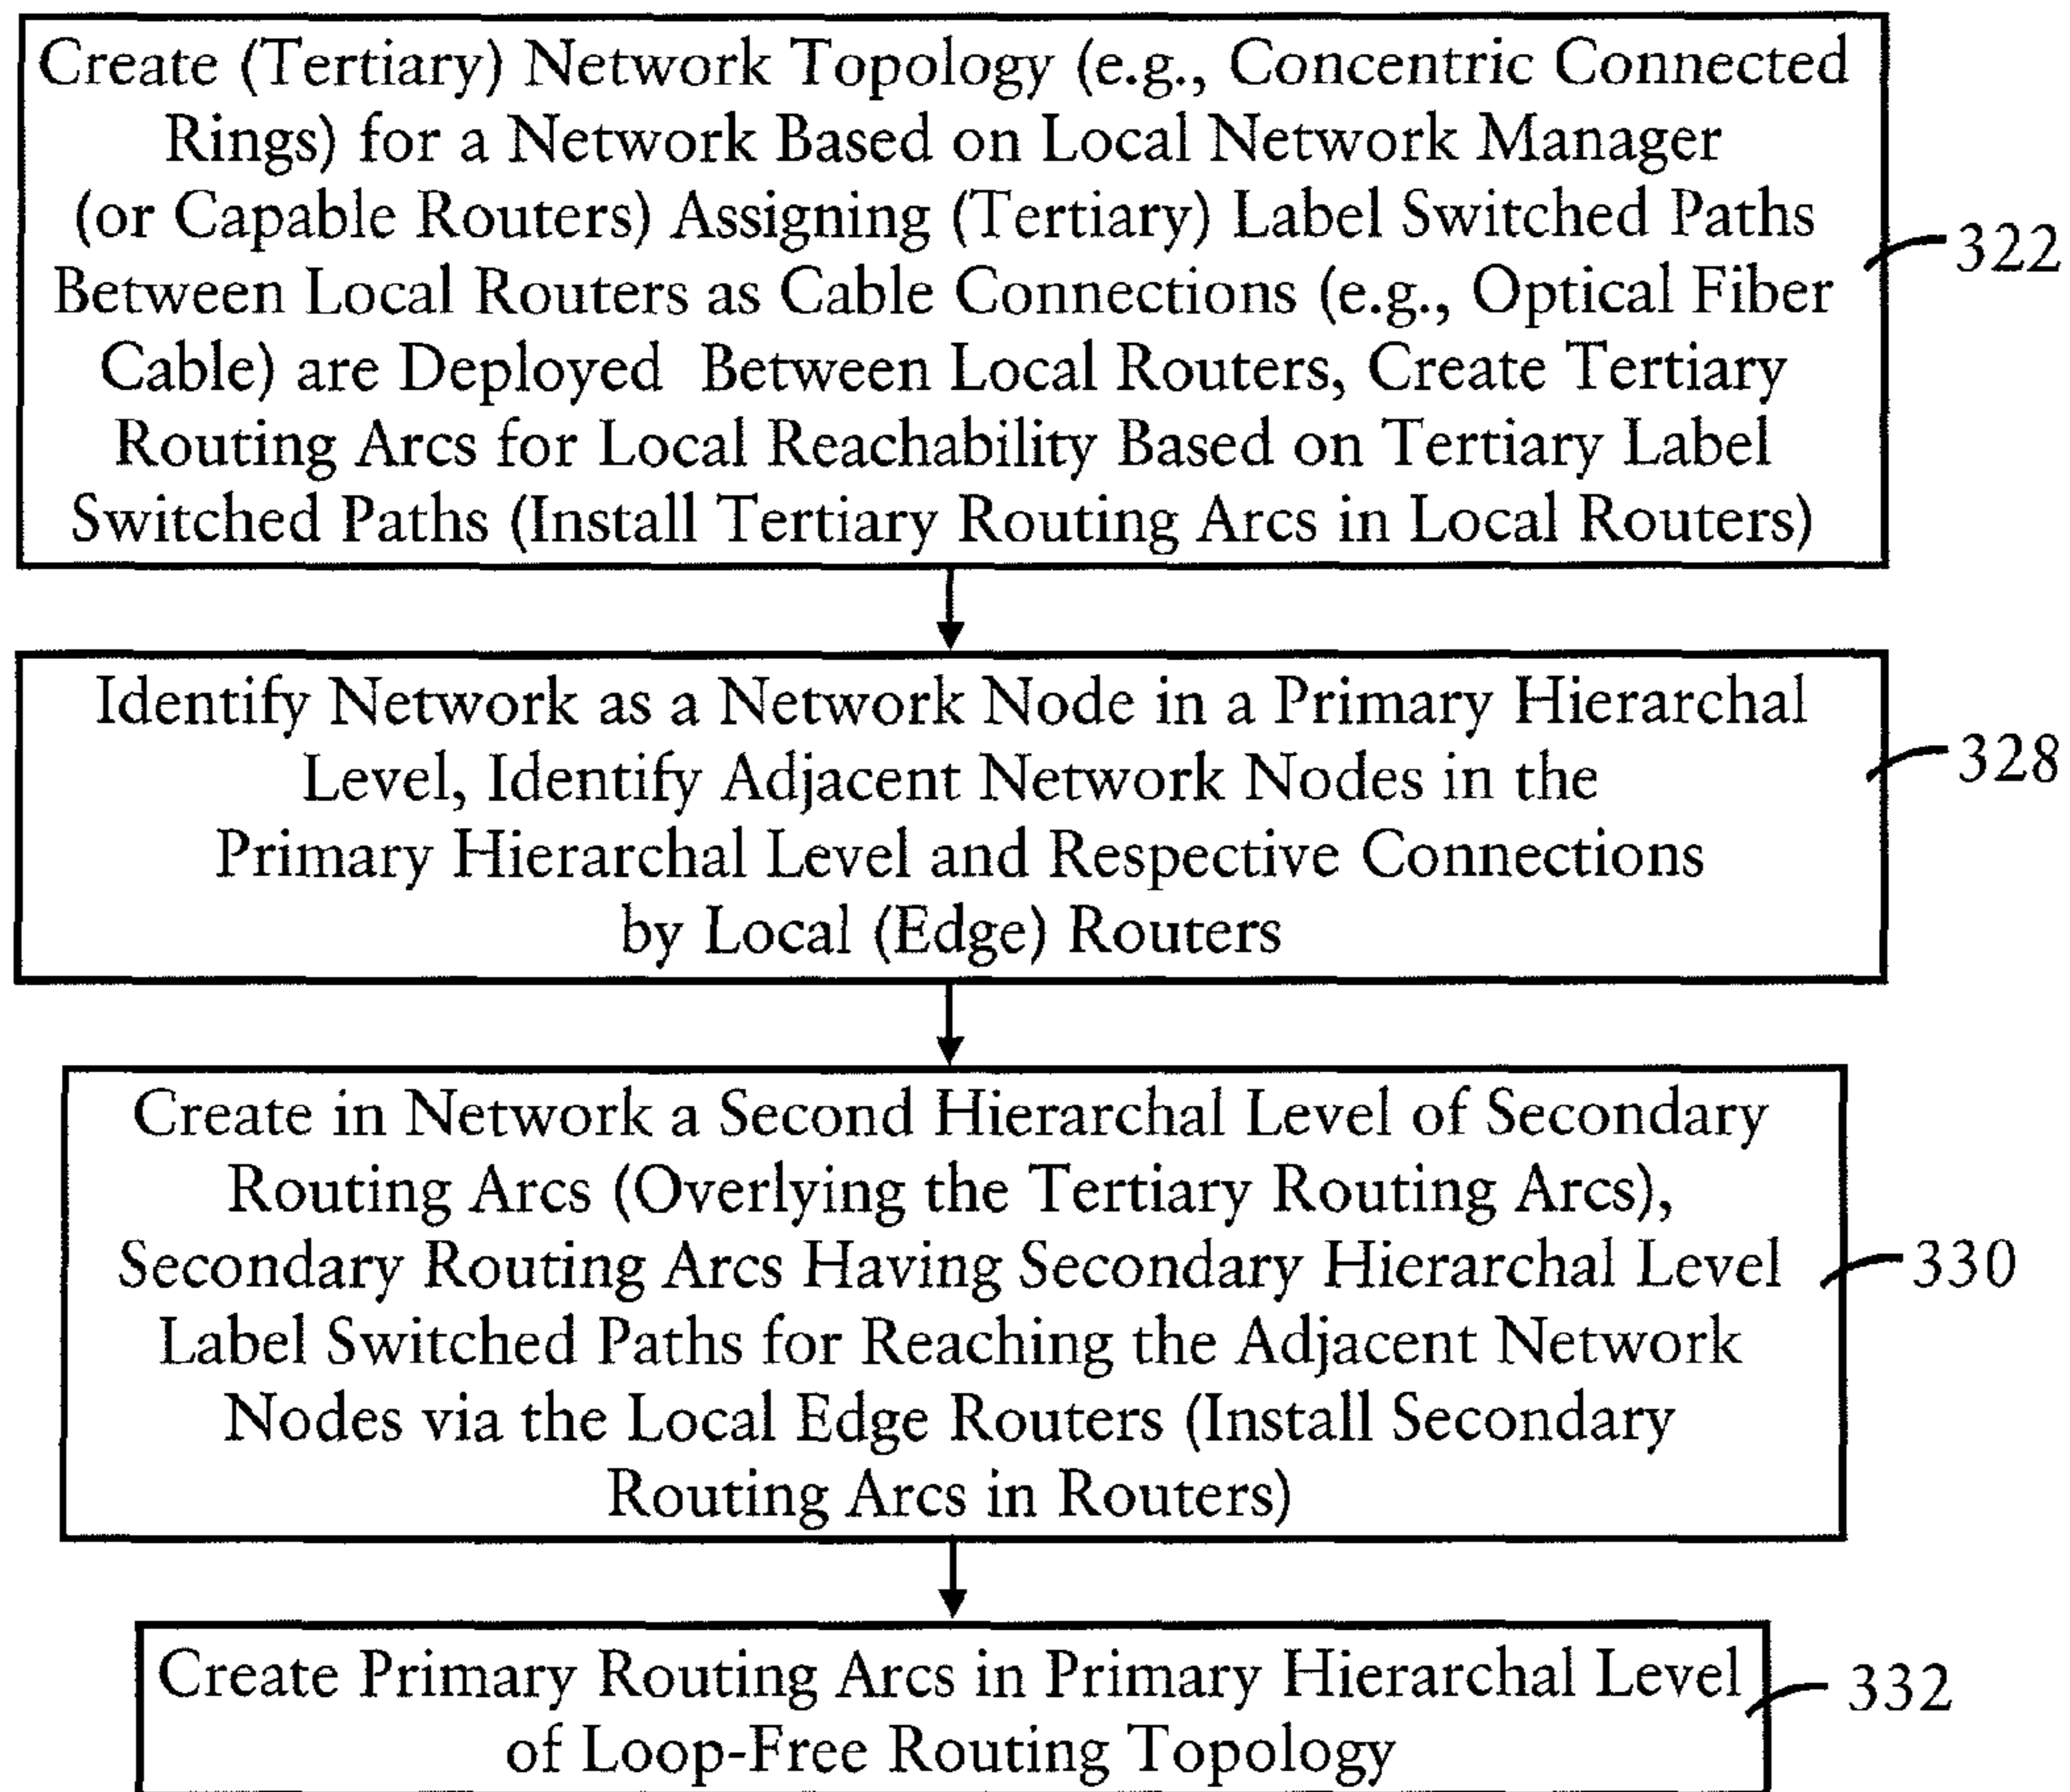 Create (Tertiary) Network Topology (e.g., Concentric Connected
Rings) for a Network Based on Local Network Manager
(or Capable Routers) Assigning (Tertiary) Label Switched Paths
Between Local Routers as Cable Connections (e.g., Optical Fiber
Cable) are Deployed Between Local Routers, Create Tertiary
Routing Arcs for Local Reachability Based on Tertiary Label
Switched Paths (Install Tertiary Routing Arcs in Local Routers)
322
Identify Network as a Network Node in a Primary Hierarchal
Level, Identify Adjacent Network Nodes in the
Primary Hierarchal Level and Respective Connections
by Local (Edge) Routers
328
Create in Network a Second Hierarchal Level of Secondary
Routing Arcs (Overlying the Tertiary Routing Arcs),
Secondary Routing Arcs Having Secondary Hierarchal Level
Label Switched Paths for Reaching the Adjacent Network
Nodes via the Local Edge Routers (Install Secondary
Routing Arcs in Routers)
330
Create Primary Routing Arcs in Primary Hierarchal Level
of Loop-Free Routing Topology
332